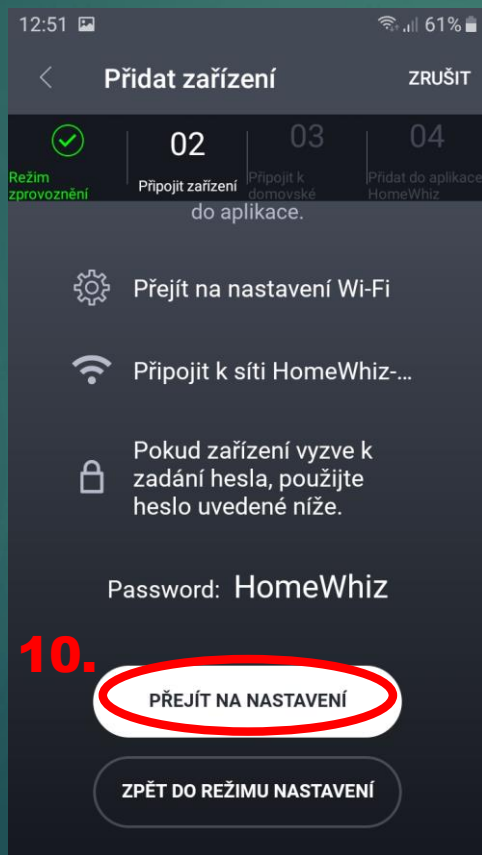 12:51 61%
Přidat zařízení ZRUŠIT
02 03 04
Režim
zprovoznění
Připojit zařízení
Připojit k
domovské
Přidat do aplikace
HomeWhiz
do aplikace.
Přejít na nastavení Wi-Fi
Připojit k síti HomeWhiz-...
Pokud zařízení vyzve k
zadání hesla, použijte
heslo uvedené níže.
Password: HomeWhiz
10.
PŘEJÍT NA NASTAVENÍ
ZPĚT DO REŽIMU NASTAVENÍ